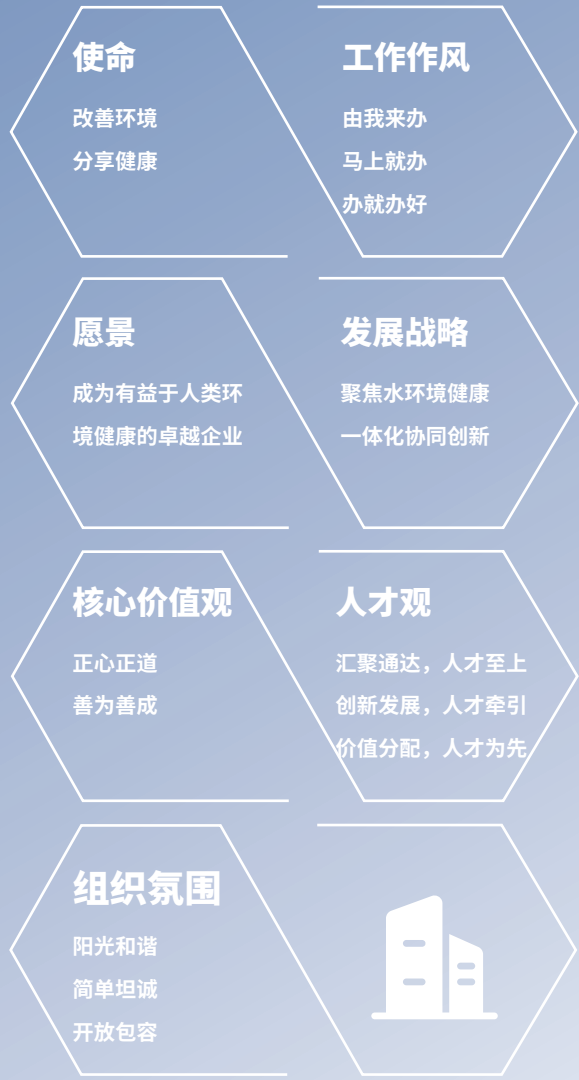 使命
改善环境
分享健康
工作作风
由我来办
马上就办
办就办好
愿景
成为有益于人类环
境健康的卓越企业
发展战略
聚焦水环境健康
一体化协同创新
核心价值观
正心正道
善为善成
人才观
汇聚通达，人才至上
创新发展，人才牵引
价值分配，人才为先
组织氛围
阳光和谐
简单坦诚
开放包容